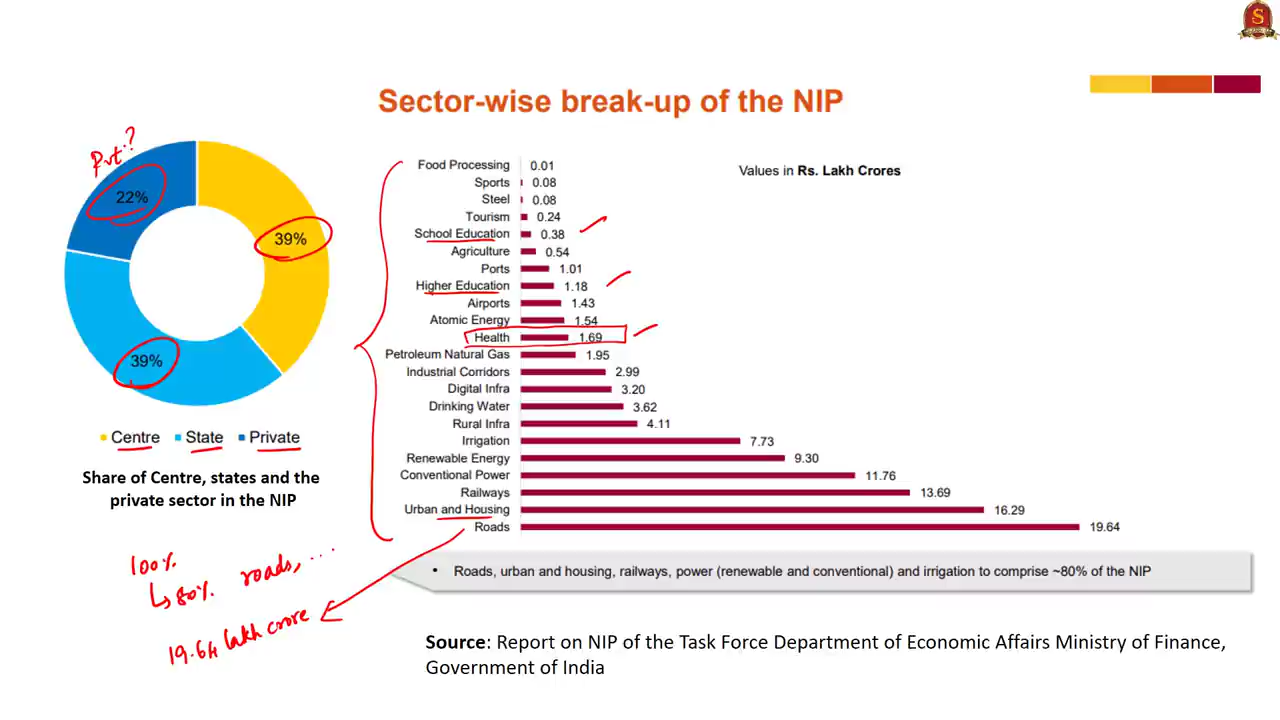 Sector-wise break-up of the NIP
Pvt.?
22%
39%
39%
Centre State Private
Share of Centre, states and the
private sector in the NIP
Values in Rs. Lakh Crores
Food Processing 0.01
Sports 0.08
Steel 0.08
Tourism 0.24
School Education 0.38
Agriculture 0.54
Ports 1.01
Higher Education 1.18
Airports 1.43
Atomic Energy 1.54
Health 1.69
Petroleum Natural Gas 1.95
Industrial Corridors 2.99
Digital Infra 3.20
Drinking Water 3.62
Rural Infra 4.11
Irrigation 7.73
Renewable Energy 9.30
Conventional Power 11.76
Railways 13.69
Urban and Housing 16.29
Roads 19.64
100%
80% roads, ...
19.64 lakh crore
• Roads, urban and housing, railways, power (renewable and conventional) and irrigation to comprise ~80% of the NIP
Source: Report on NIP of the Task Force Department of Economic Affairs Ministry of Finance,
Government of India